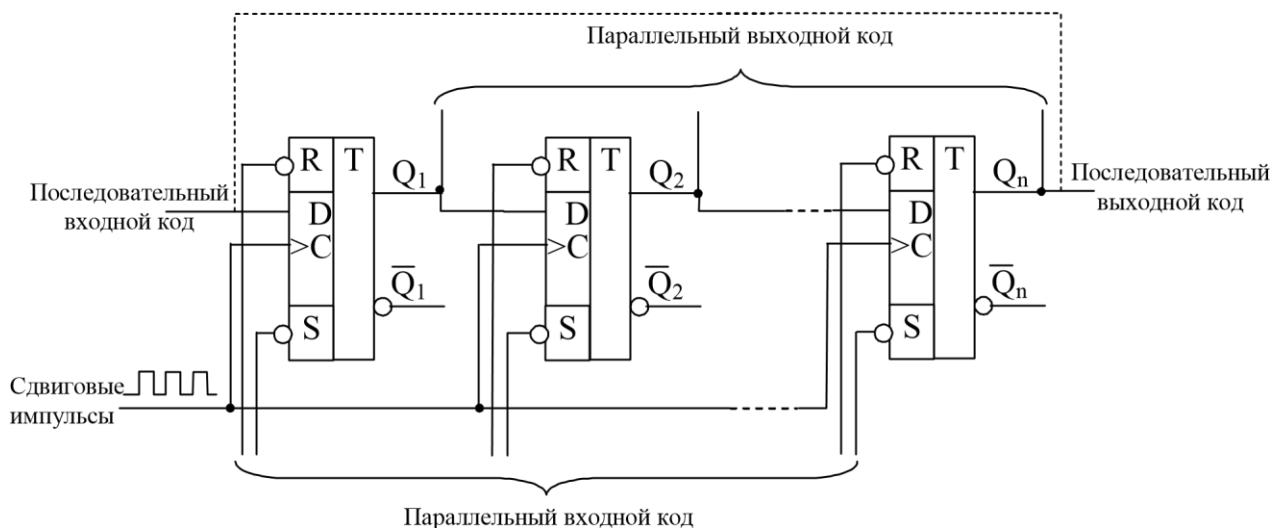 Параллельный выходной код
R T
Q1
R T
Q2
R T
Qn
Последовательный
входной код
Последовательный
выходной код
D
D
D
>C
>C
>C
Q̅1
Q̅2
Q̅n
S
S
S
Сдвиговые
импульсы
Параллельный входной код